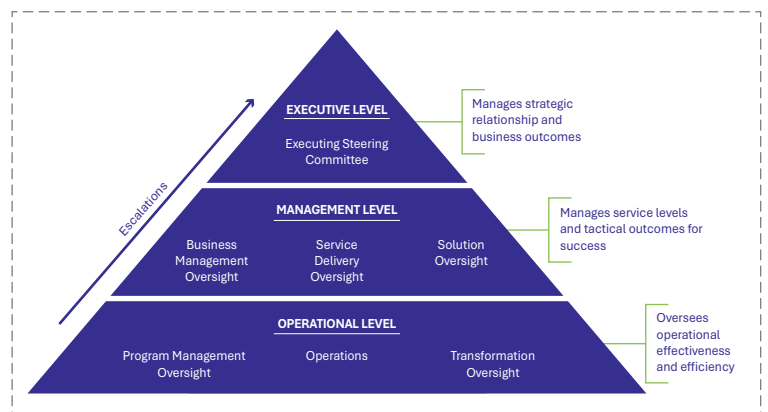 EXECUTIVE LEVEL
Executing Steering
Committee
Manages strategic
relationship and
business outcomes
Escalations
MANAGEMENT LEVEL
Business
Management
Oversight
Service
Delivery
Oversight
Solution
Oversight
Manages service levels
and tactical outcomes for
success
OPERATIONAL LEVEL
Program Management
Oversight
Operations
Transformation
Oversight
Oversees
operational
effectiveness
and efficiency